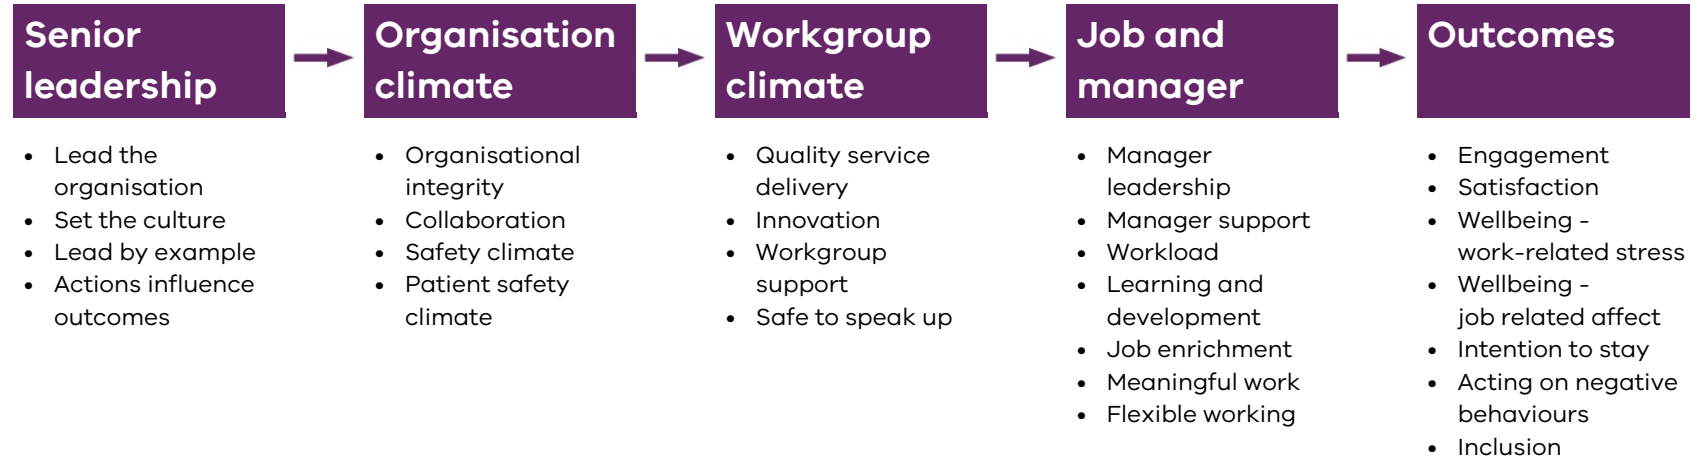 Senior
leadership
• Lead the
organisation
• Set the culture
• Lead by example
• Actions influence
outcomes
Organisation
climate
• Organisational
integrity
• Collaboration
• Safety climate
• Patient safety
climate
Workgroup
climate
• Quality service
delivery
• Innovation
• Workgroup
support
• Safe to speak up
Job and
manager
• Manager
leadership
• Manager support
• Workload
• Learning and
development
• Job enrichment
• Meaningful work
• Flexible working
Outcomes
• Engagement
• Satisfaction
• Wellbeing -
work-related stress
• Wellbeing -
job related affect
• Intention to stay
• Acting on negative
behaviours
• Inclusion